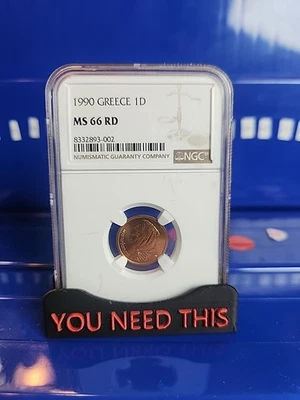 1990 GREECE 1D
MS 66 RD
8332893-002
NUMISMATIC GUARANTY COMPANY
NGC
YOU NEED THIS